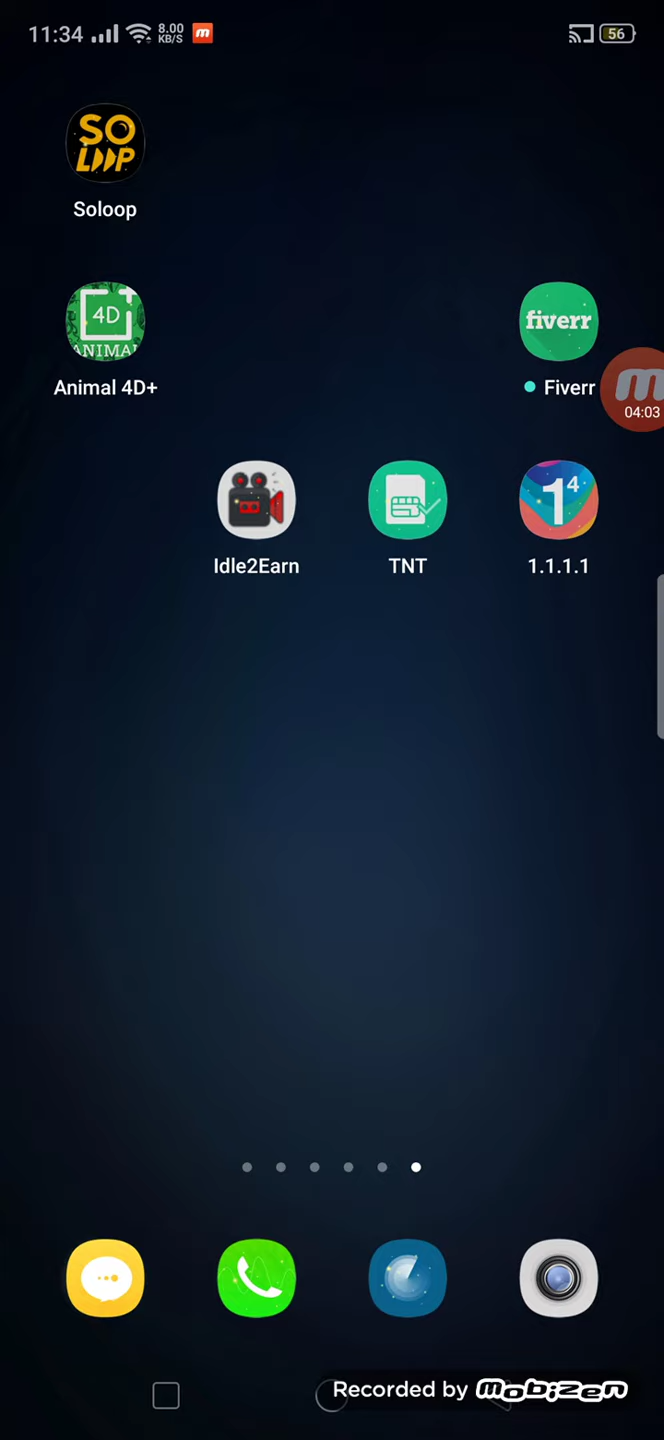 11:34 8.00 KB/S m 56
SO LOOP
Soloop
4D ANIMAL
fiverr
Animal 4D+
Fiverr
m
04:03
1⁴
Idle2Earn
TNT
1.1.1.1
Recorded by mobizen